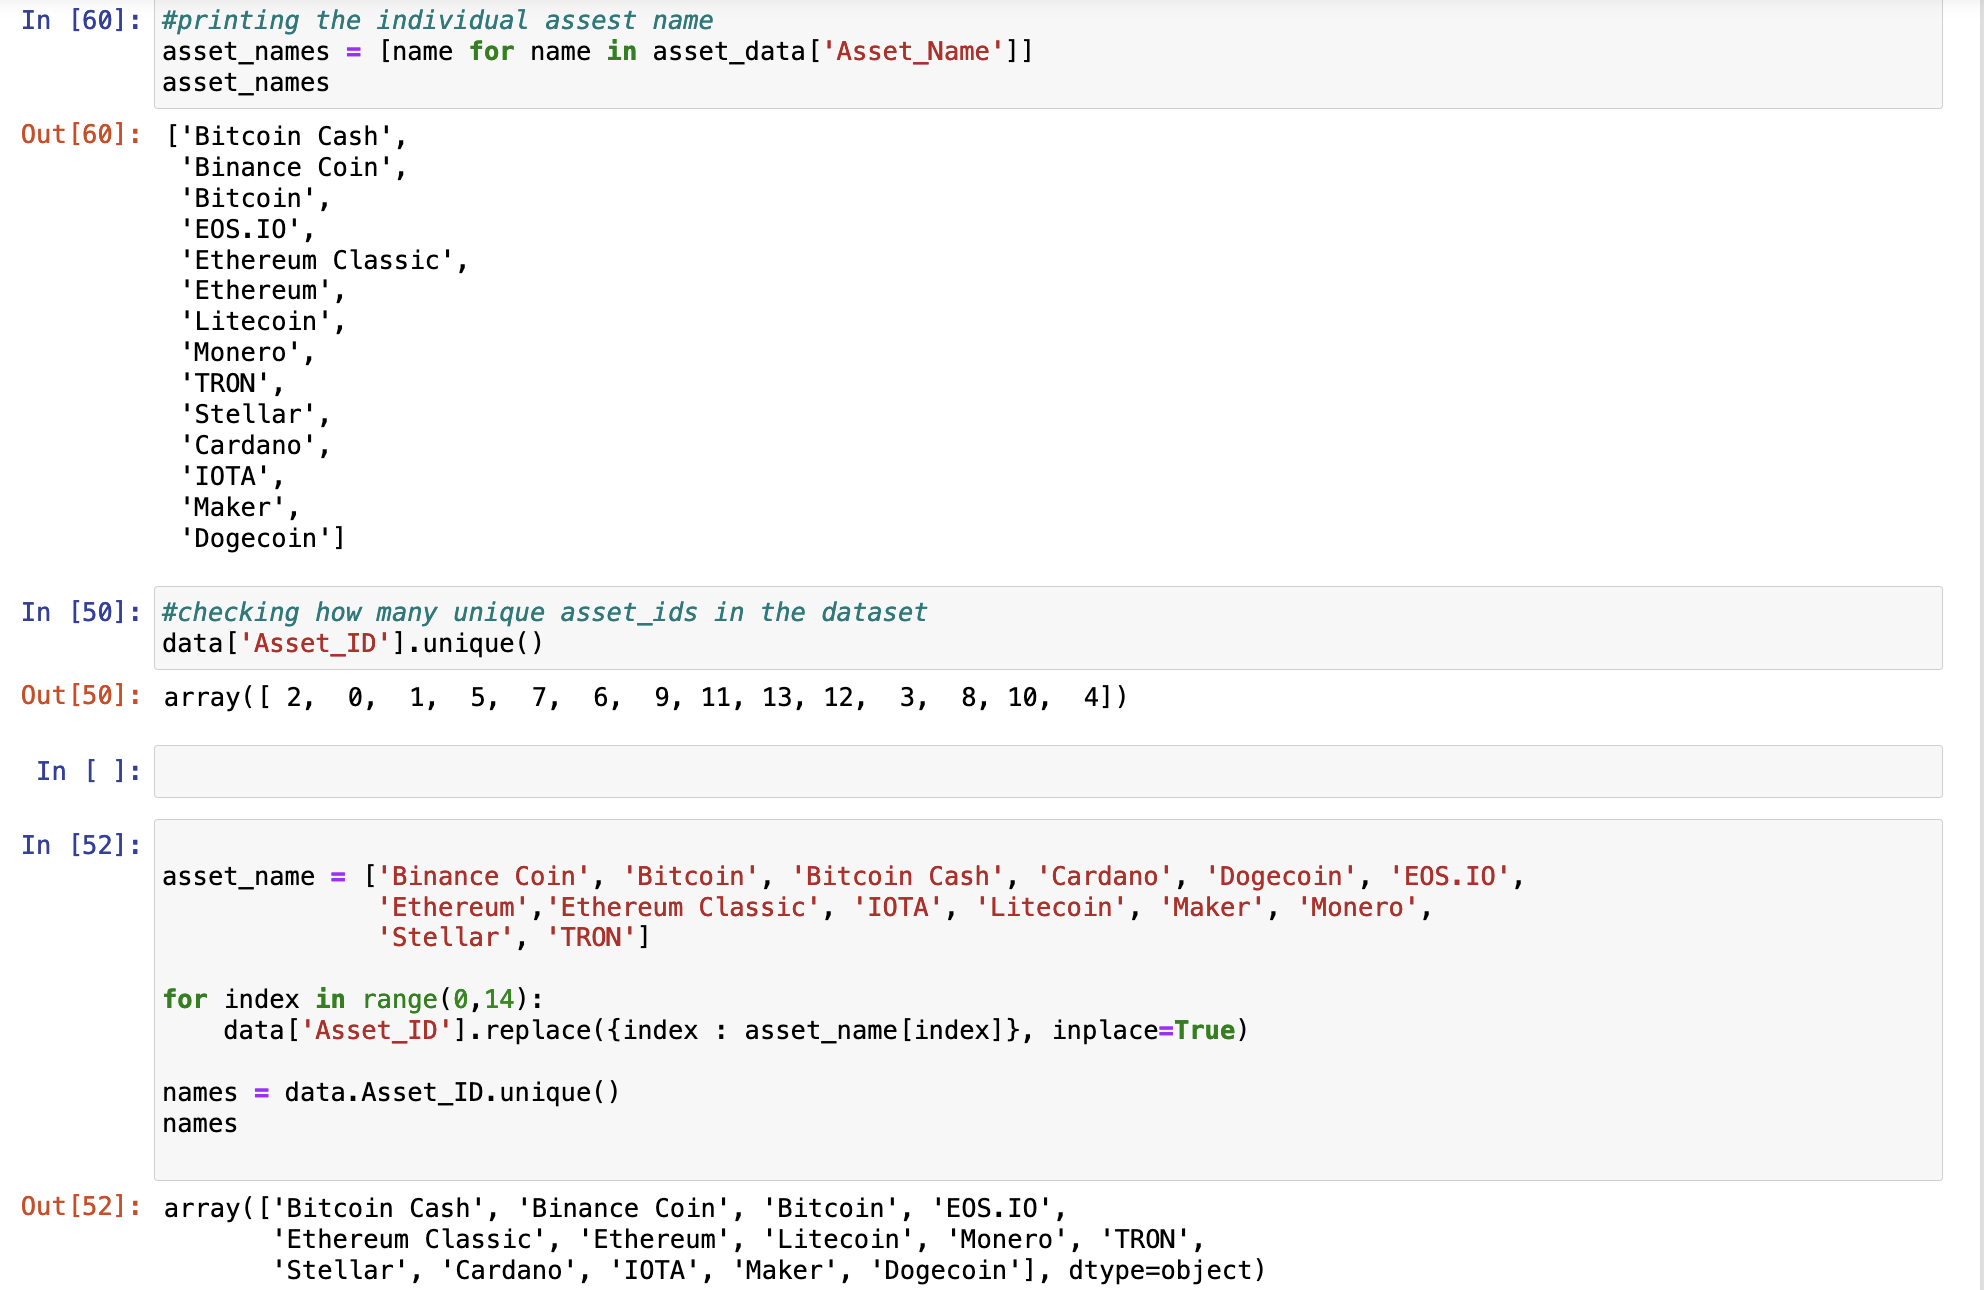 In [60]: #printing the individual assest name
asset_names = [name for name in asset_data['Asset_Name']]
asset_names
Out[60]: ['Bitcoin Cash',
'Binance Coin',
'Bitcoin',
'EOS.IO',
'Ethereum Classic',
'Ethereum',
'Litecoin',
'Monero',
'TRON',
'Stellar',
'Cardano',
'IOTA',
'Maker',
'Dogecoin']
In [50]: #checking how many unique asset_ids in the dataset
data['Asset_ID'].unique()
Out[50]: array([ 2,  0,  1,  5,  7,  6,  9, 11, 13, 12,  3,  8, 10,  4])
In [ ]:
In [52]:
asset_name = ['Binance Coin', 'Bitcoin', 'Bitcoin Cash', 'Cardano', 'Dogecoin', 'EOS.IO',
'Ethereum','Ethereum Classic', 'IOTA', 'Litecoin', 'Maker', 'Monero',
'Stellar', 'TRON']
for index in range(0,14):
data['Asset_ID'].replace({index : asset_name[index]}, inplace=True)
names = data.Asset_ID.unique()
names
Out[52]: array(['Bitcoin Cash', 'Binance Coin', 'Bitcoin', 'EOS.IO',
'Ethereum Classic', 'Ethereum', 'Litecoin', 'Monero', 'TRON',
'Stellar', 'Cardano', 'IOTA', 'Maker', 'Dogecoin'], dtype=object)